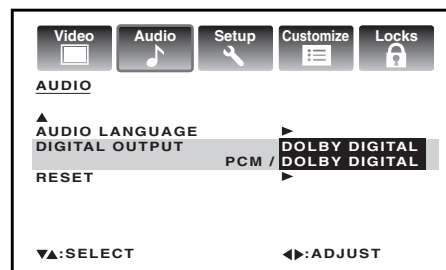 Video Audio Setup Customize Locks
AUDIO
▲
AUDIO LANGUAGE ►
DIGITAL OUTPUT DOLBY DIGITAL
PCM / DOLBY DIGITAL
RESET ►
▼▲:SELECT ◄►:ADJUST